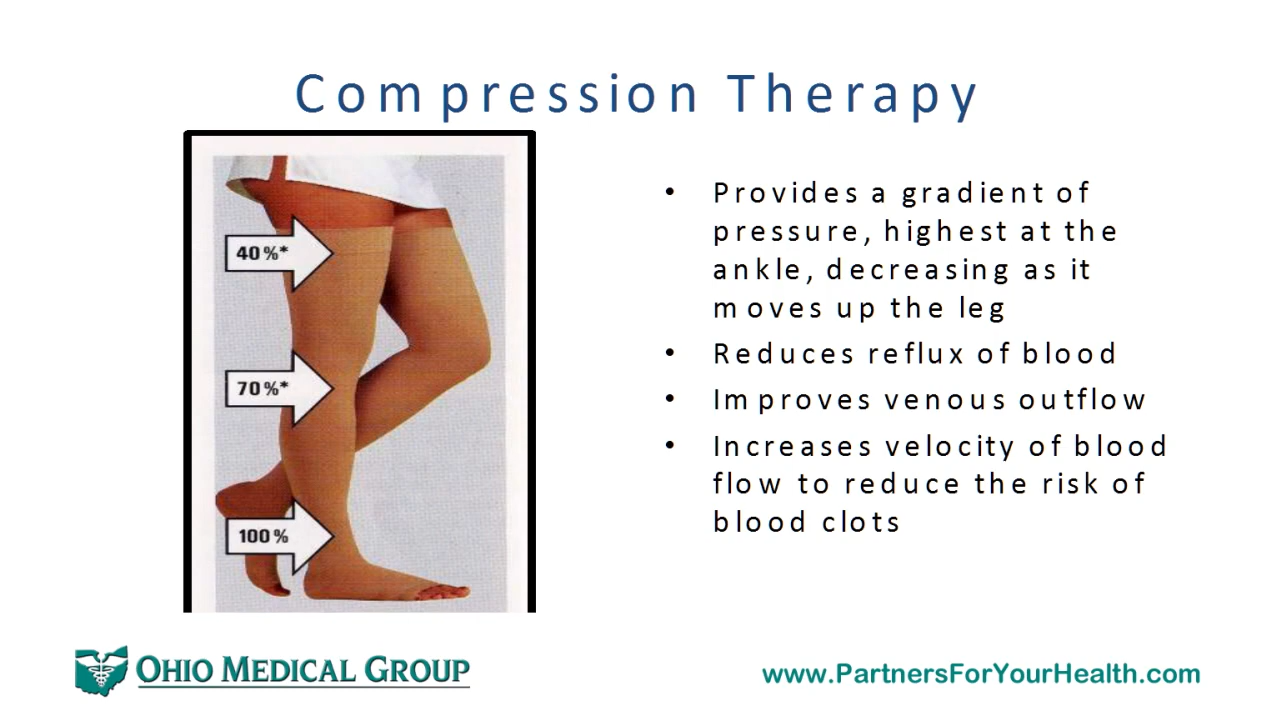 Compression Therapy
40%*
70%*
100%
• Provides a gradient of
pressure, highest at the
ankle, decreasing as it
moves up the leg
• Reduces reflux of blood
• Improves venous outflow
• Increases velocity of blood
flow to reduce the risk of
blood clots
OHIO MEDICAL GROUP
www.PartnersForYourHealth.com